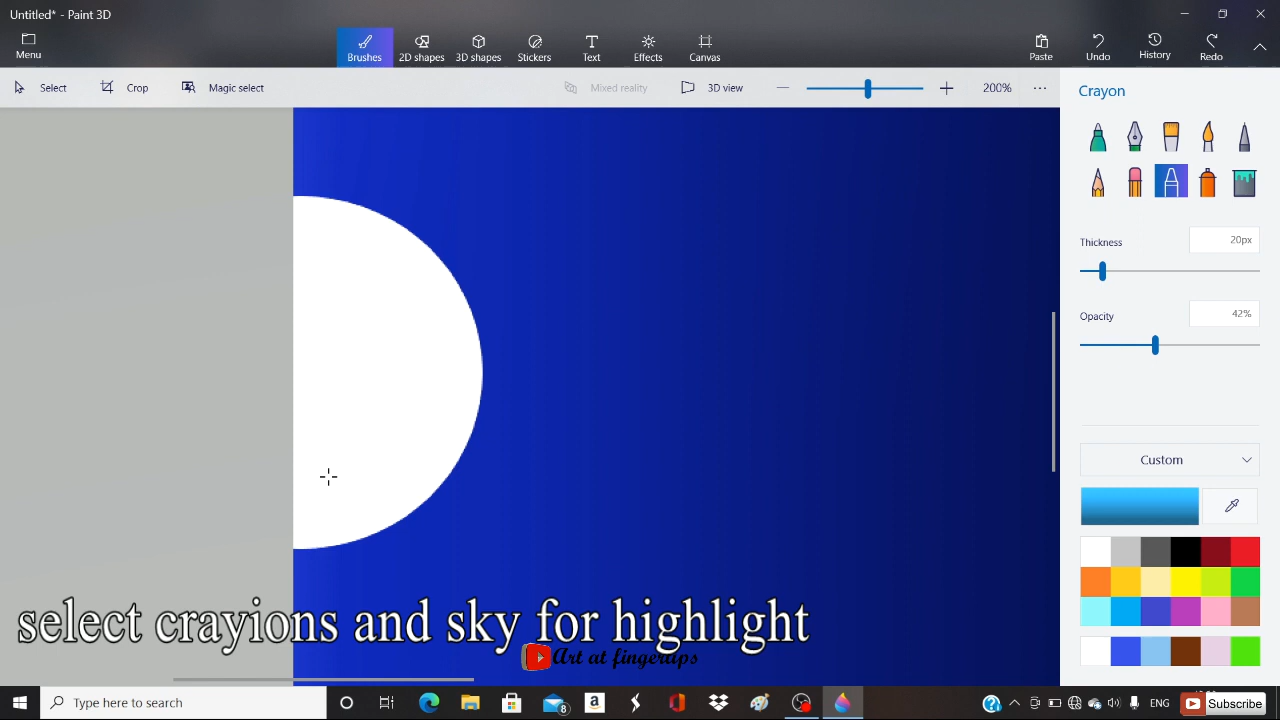 Untitled* - Paint 3D
Menu
Brushes
2D shapes
3D shapes
Stickers
Text
Effects
Canvas
Paste
Undo
History
Redo
Select
Crop
Magic select
Mixed reality
3D view
200%
Crayon
Thickness
20px
Opacity
42%
Custom
select crayions and sky for highlight
Art at fingertips
Type here to search
8
a
ENG
Subscribe